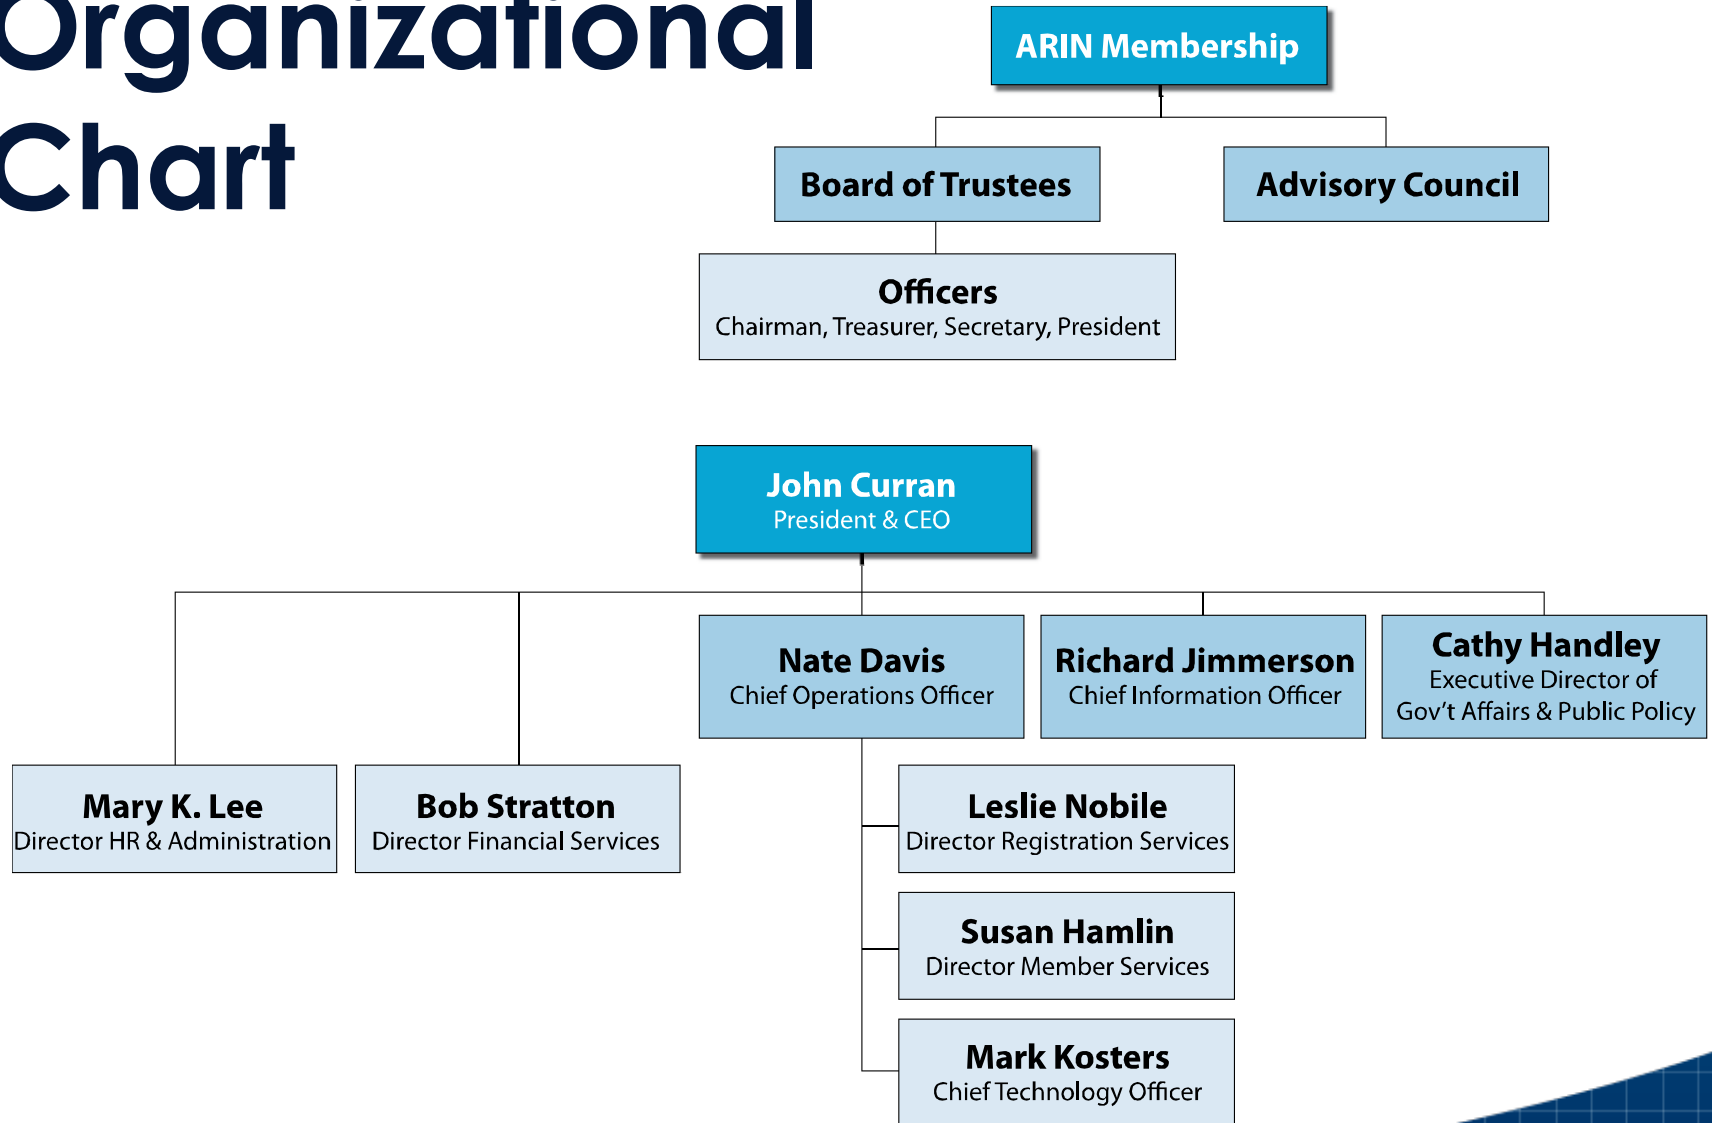 Organizational
Chart
ARIN Membership
Board of Trustees
Advisory Council
Officers
Chairman, Treasurer, Secretary, President
John Curran
President & CEO
Nate Davis
Chief Operations Officer
Richard Jimmerson
Chief Information Officer
Cathy Handley
Executive Director of
Gov't Affairs & Public Policy
Mary K. Lee
Director HR & Administration
Bob Stratton
Director Financial Services
Leslie Nobile
Director Registration Services
Susan Hamlin
Director Member Services
Mark Kosters
Chief Technology Officer